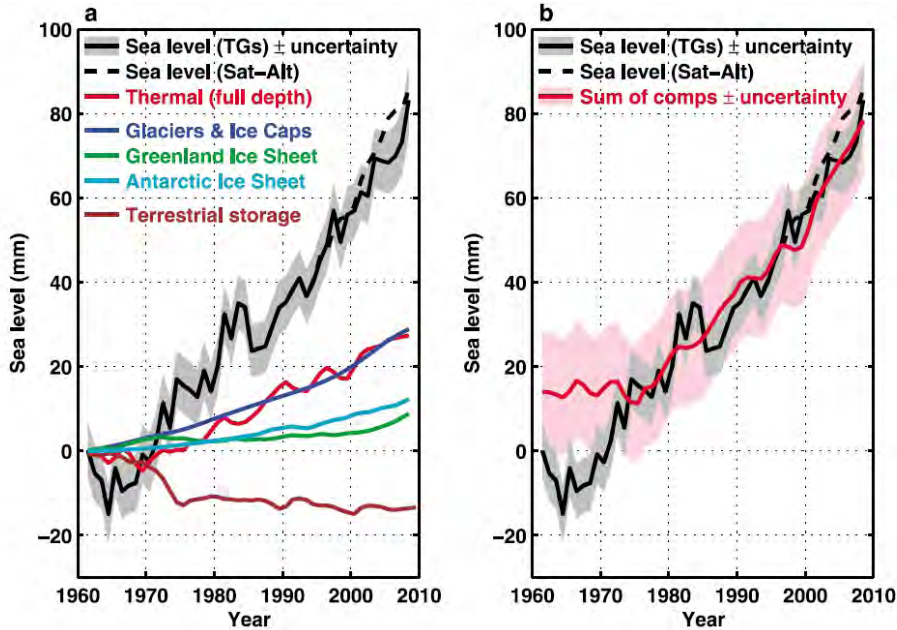 a
Sea level (TGs) ± uncertainty
Sea level (Sat–Alt)
Thermal (full depth)
Glaciers & Ice Caps
Greenland Ice Sheet
Antarctic Ice Sheet
Terrestrial storage
Sea level (mm)
100
80
60
40
20
0
–20
1960 1970 1980 1990 2000 2010
Year
b
Sea level (TGs) ± uncertainty
Sea level (Sat–Alt)
Sum of comps ± uncertainty
Sea level (mm)
100
80
60
40
20
0
–20
1960 1970 1980 1990 2000 2010
Year